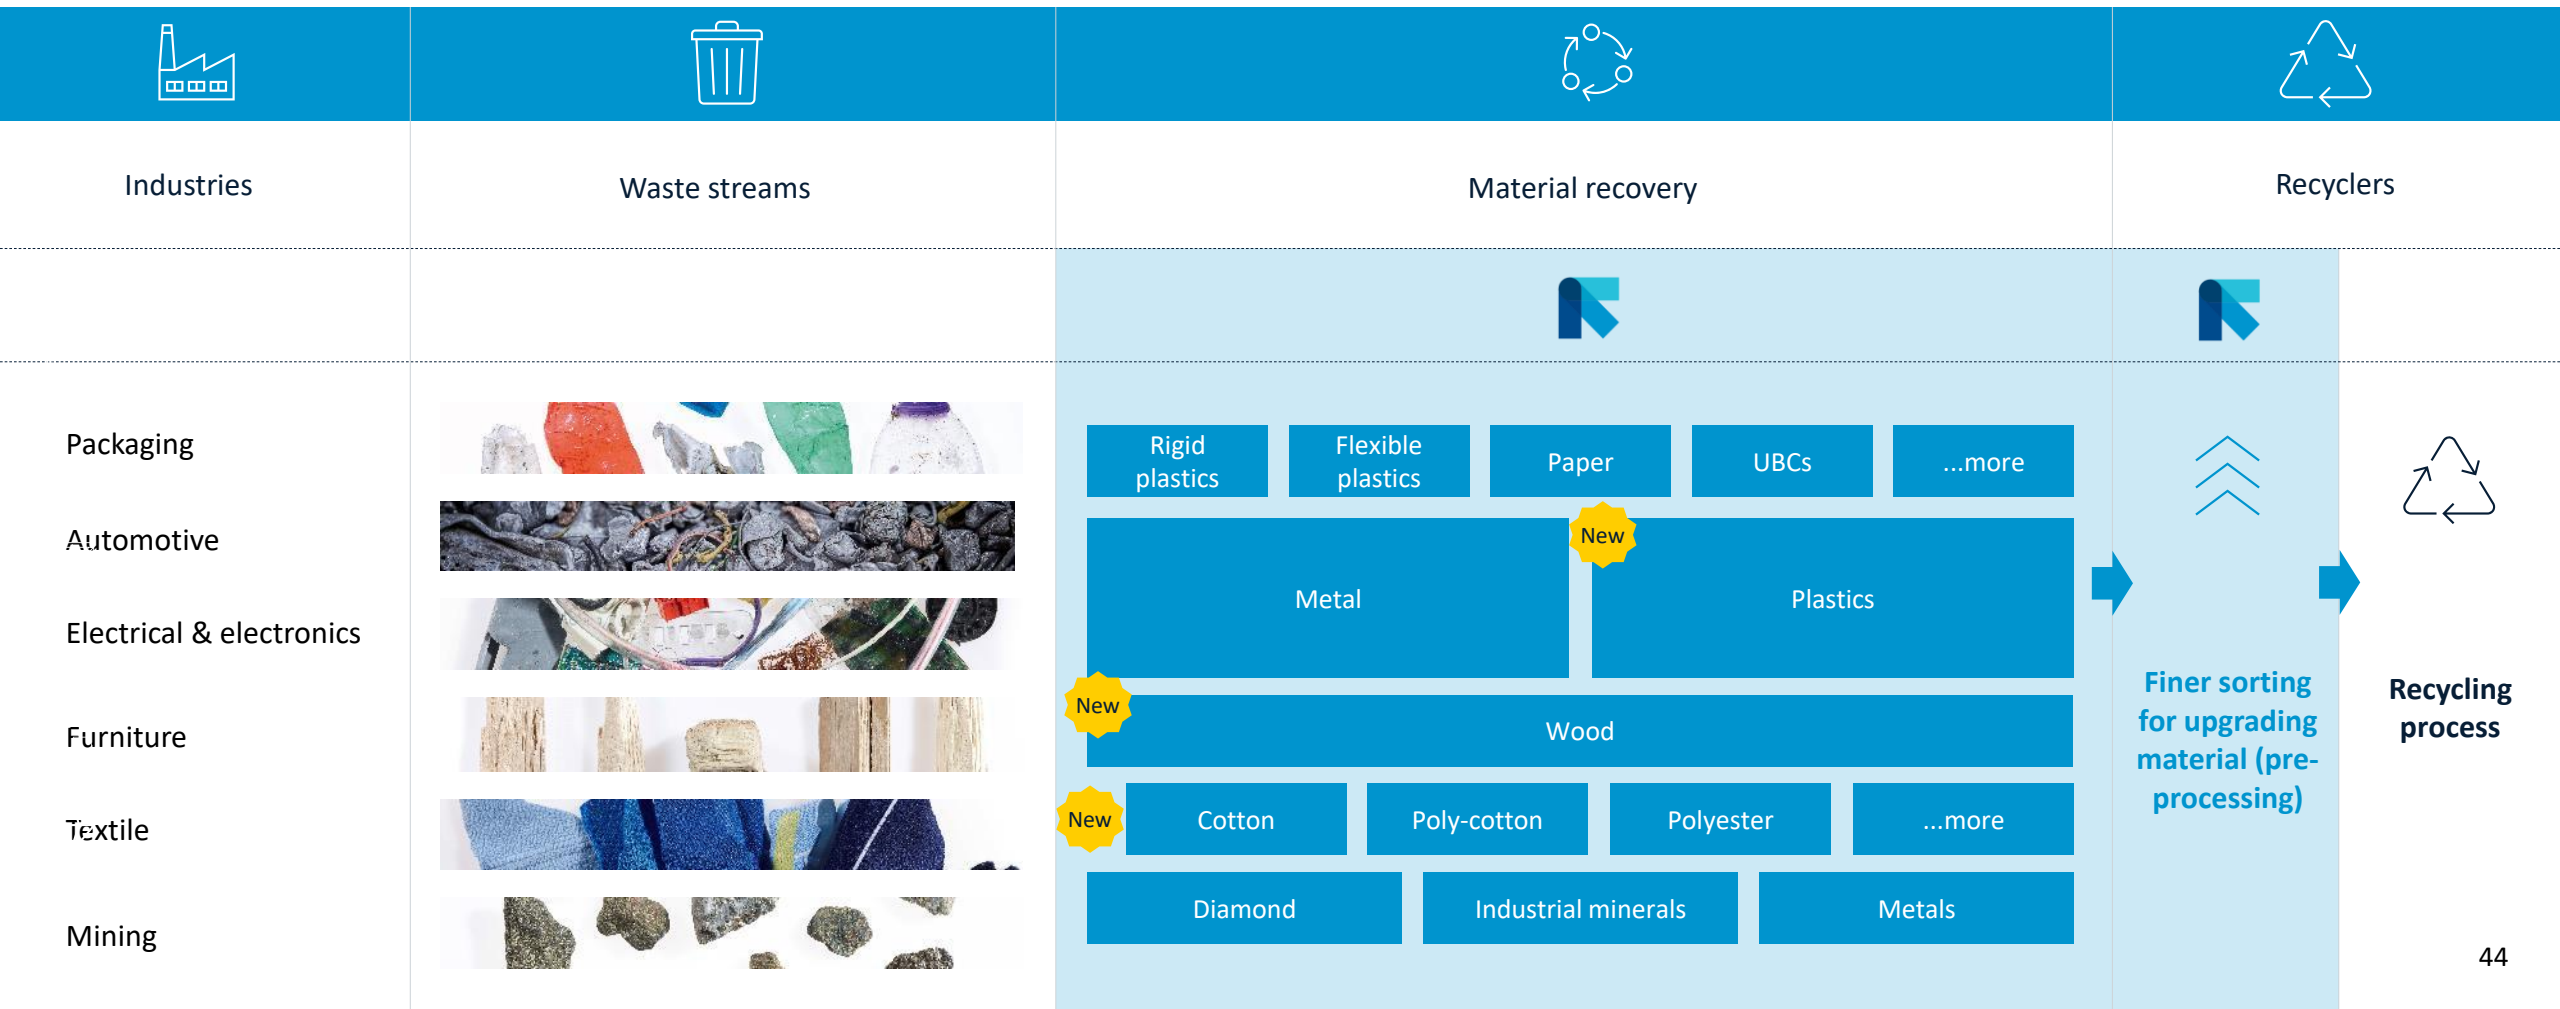 Industries
Waste streams
Material recovery
Recyclers
Packaging
Rigid
plastics
Flexible
plastics
Paper
UBCs
...more
Automotive
Electrical & electronics
Metal
New
Plastics
Furniture
New
Wood
Textile
New
Cotton
Poly-cotton
Polyester
...more
Mining
Diamond
Industrial minerals
Metals
Finer sorting
for upgrading
material (pre-
processing)
Recycling
process
44